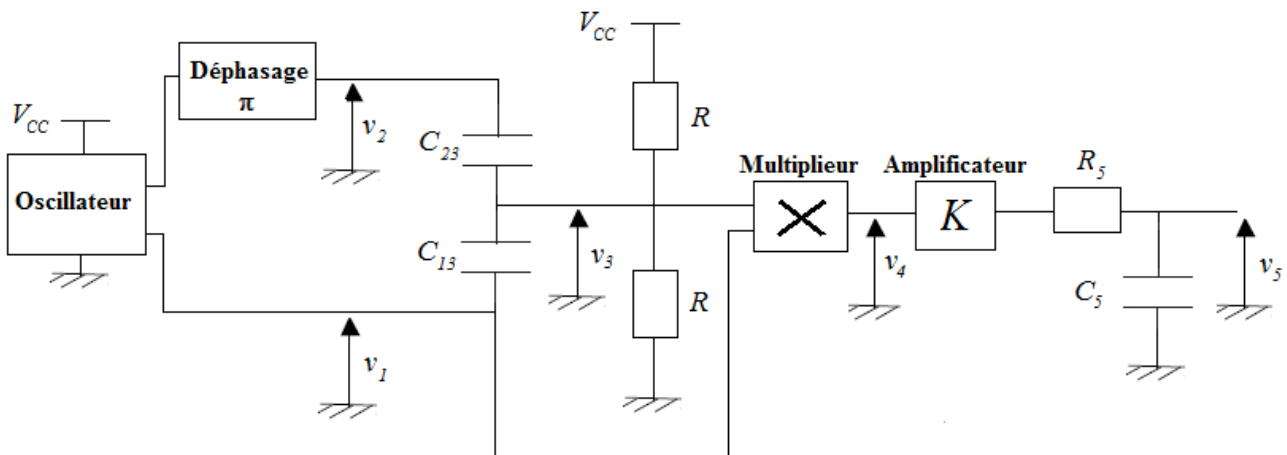 V_CC
Déphasage
π
V_CC
v_2
C_23
R
Oscillateur
Multiplieur
Amplificateur
R_5
K
C_13
v_3
v_4
v_5
R
C_5
v_1